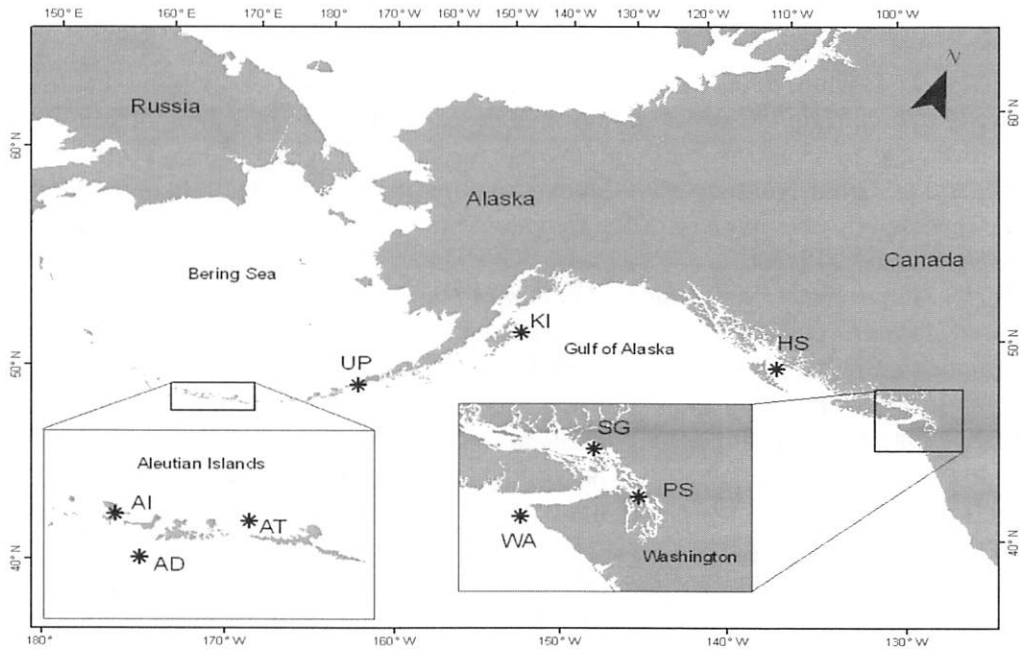 150° E 160° E 170° E 180° W 170° W 160° W 150° W 140° W 130° W 120° W 110° W 100° W
N
Russia
60°N
60°N
Alaska
Bering Sea
Canada
KI
Gulf of Alaska
HS
UP
50°N
50°N
Aleutian Islands
AI
AT
AD
SG
PS
WA
Washington
40°N
40°N
180° 170° W 160° W 150° W 140° W 130° W